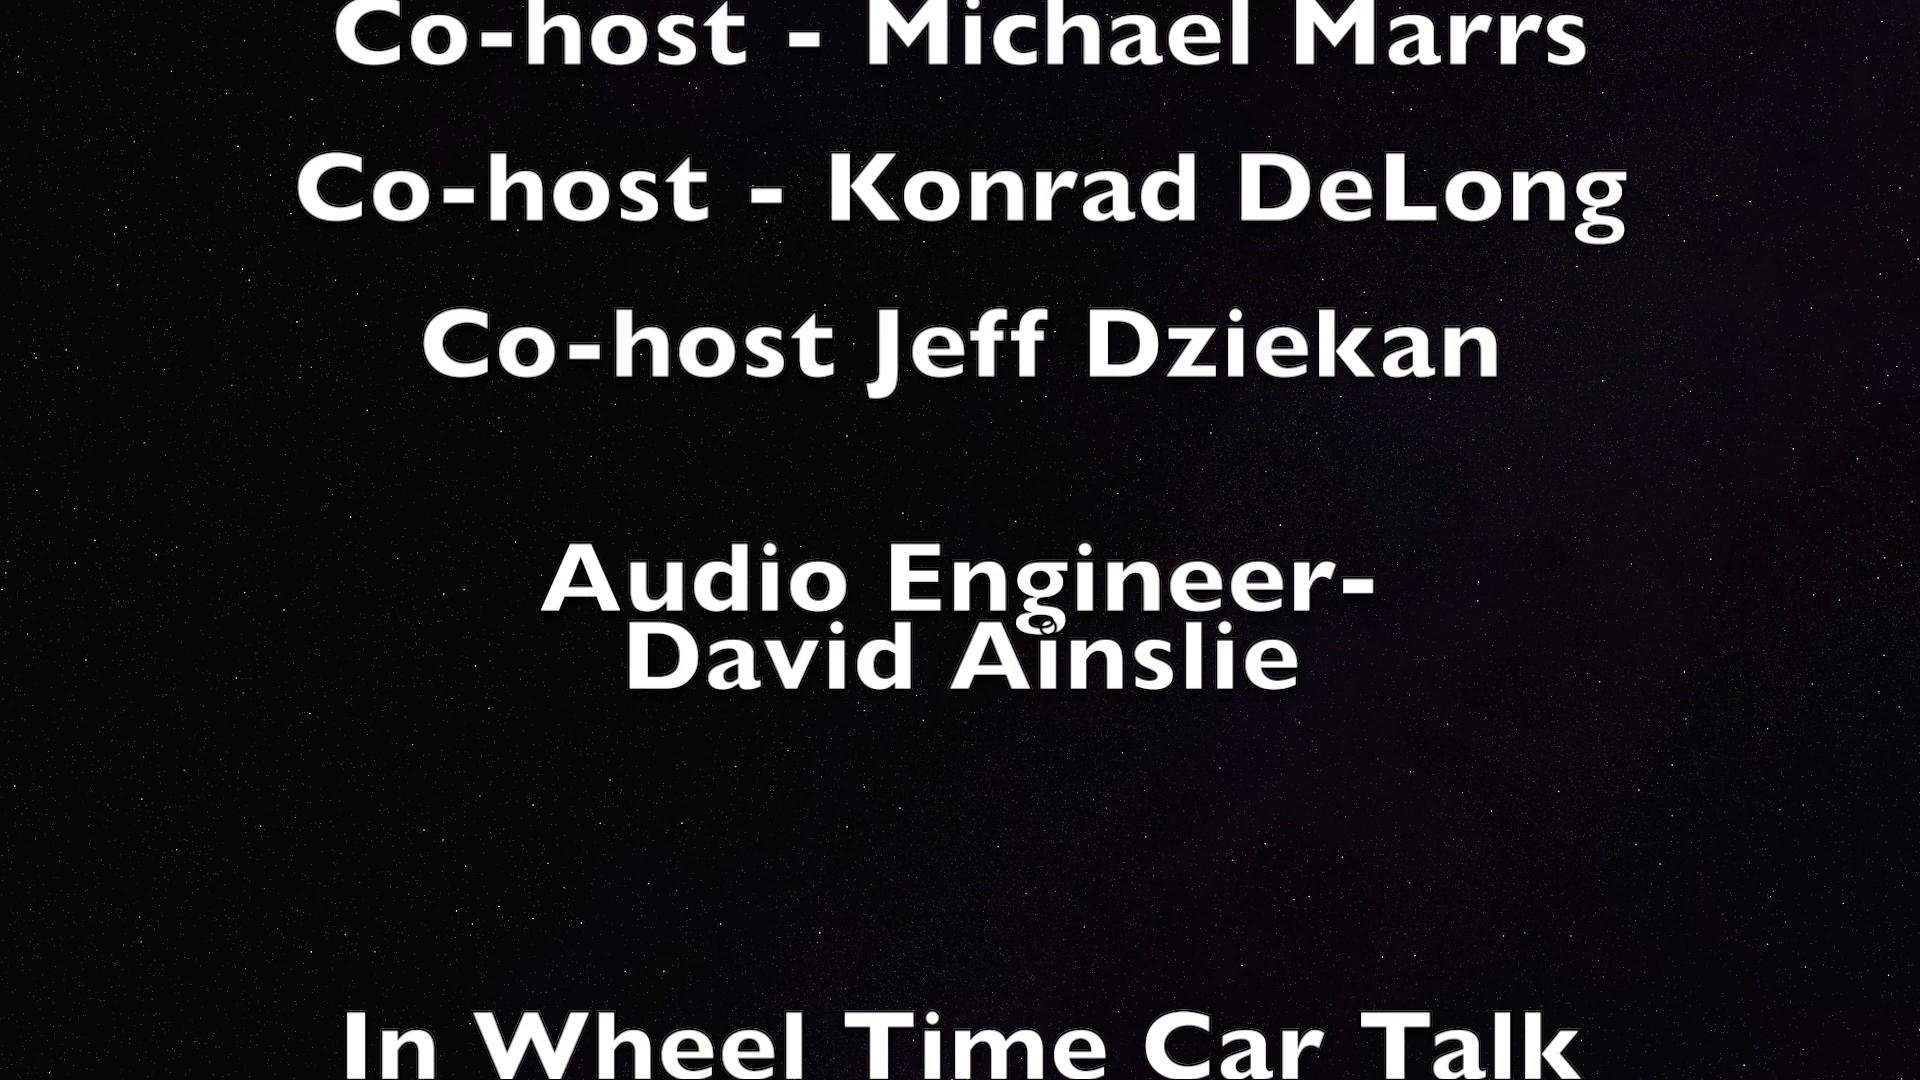 Co-host - Michael Marrs
Co-host - Konrad DeLong
Co-host Jeff Dziekan
Audio Engineer-
David Ainslie
In Wheel Time Car Talk